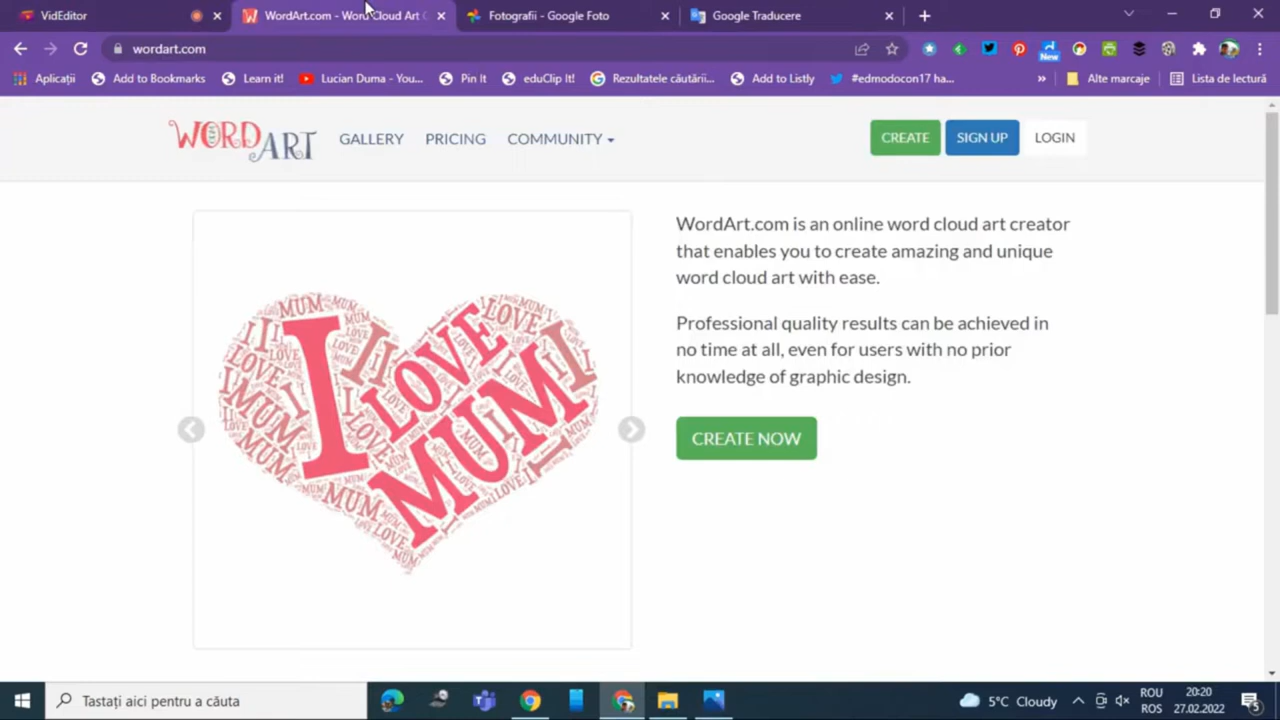 VidEditor
WordArt.com - Word Cloud Art C
Fotografii - Google Foto
Google Traducere
wordart.com
New
Aplicații
Add to Bookmarks
Learn it!
Lucian Duma - You...
Pin It
eduClip It!
Rezultatele căutării...
Add to Listly
#edmodocon17 ha...
»
Alte marcaje
Lista de lectură
WORD ART
GALLERY
PRICING
COMMUNITY
CREATE
SIGN UP
LOGIN
WordArt.com is an online word cloud art creator
that enables you to create amazing and unique
word cloud art with ease.
Professional quality results can be achieved in
no time at all, even for users with no prior
knowledge of graphic design.
CREATE NOW
I LOVE MUM
Tastați aici pentru a căuta
5°C Cloudy
ROU
ROS
20:20
27.02.2022
5